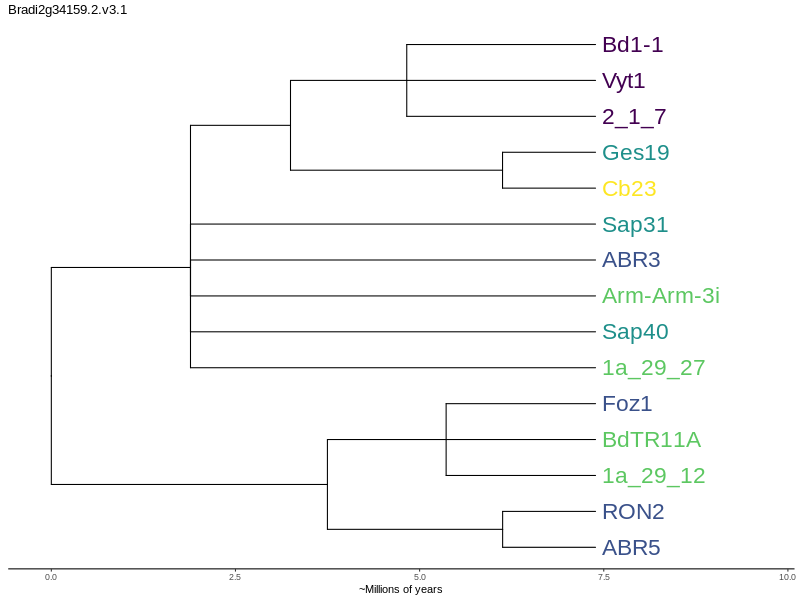 Bradi2g34159.2.v3.1
Bd1-1
Vyt1
2_1_7
Ges19
Cb23
Sap31
ABR3
Arm-Arm-3i
Sap40
1a_29_27
Foz1
BdTR11A
1a_29_12
RON2
ABR5
0.0 2.5 5.0 7.5 10.0
~Millions of years